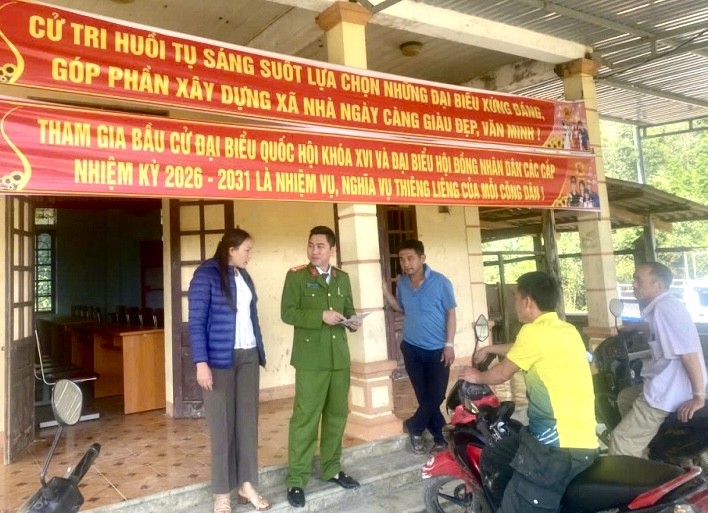 CỬ TRI HUỒI TỤ SÁNG SUỐT LỰA CHỌN NHỮNG ĐẠI BIỂU XỨNG ĐÁNG,
GÓP PHẦN XÂY DỰNG XÃ NHÀ NGÀY CÀNG GIÀU ĐẸP, VĂN MINH !
THAM GIA BẦU CỬ ĐẠI BIỂU QUỐC HỘI KHÓA XVI VÀ ĐẠI BIỂU HỘI ĐỒNG NHÂN DÂN CÁC CẤP
NHIỆM KỲ 2026 - 2031 LÀ NHIỆM VỤ, NGHĨA VỤ THIÊNG LIÊNG CỦA MỖI CÔNG DÂN !